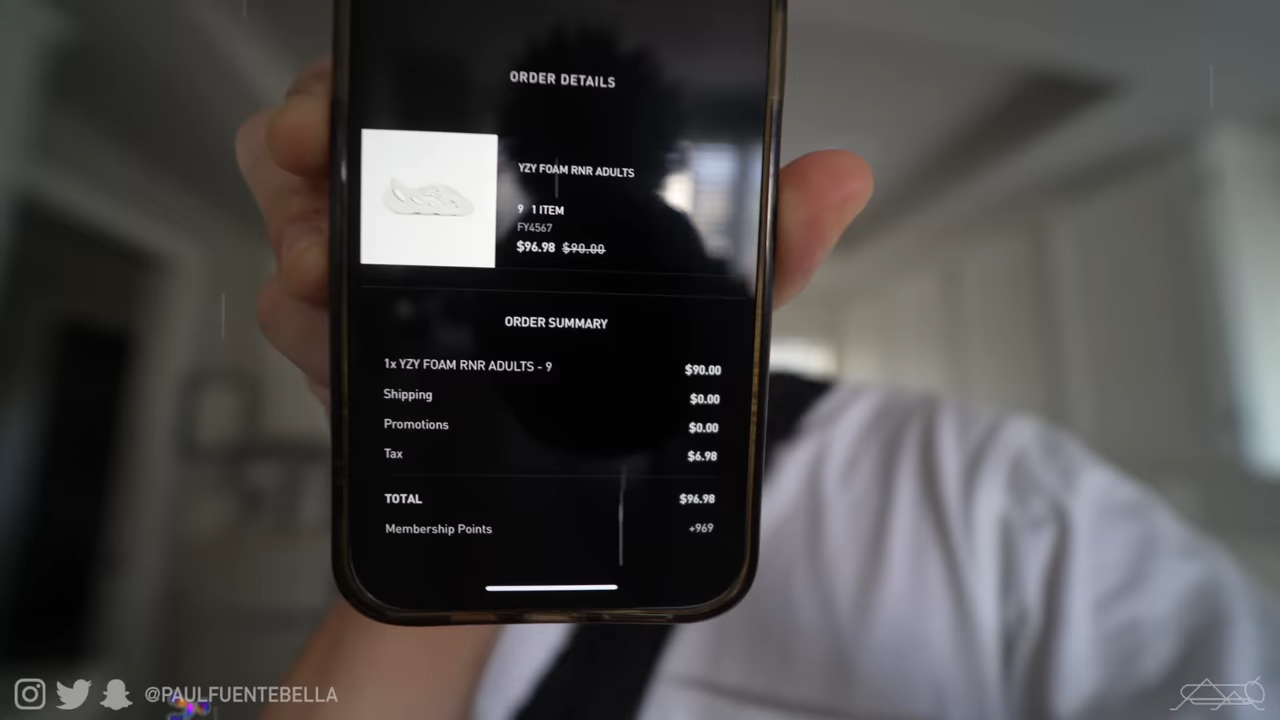 ORDER DETAILS
YZY FOAM RNR ADULTS
9 1 ITEM
FY4567
$96.98 $90.00
ORDER SUMMARY
1x YZY FOAM RNR ADULTS - 9 $90.00
Shipping $0.00
Promotions $0.00
Tax $6.98
TOTAL $96.98
Membership Points +969
@PAULFUENTEBELLA